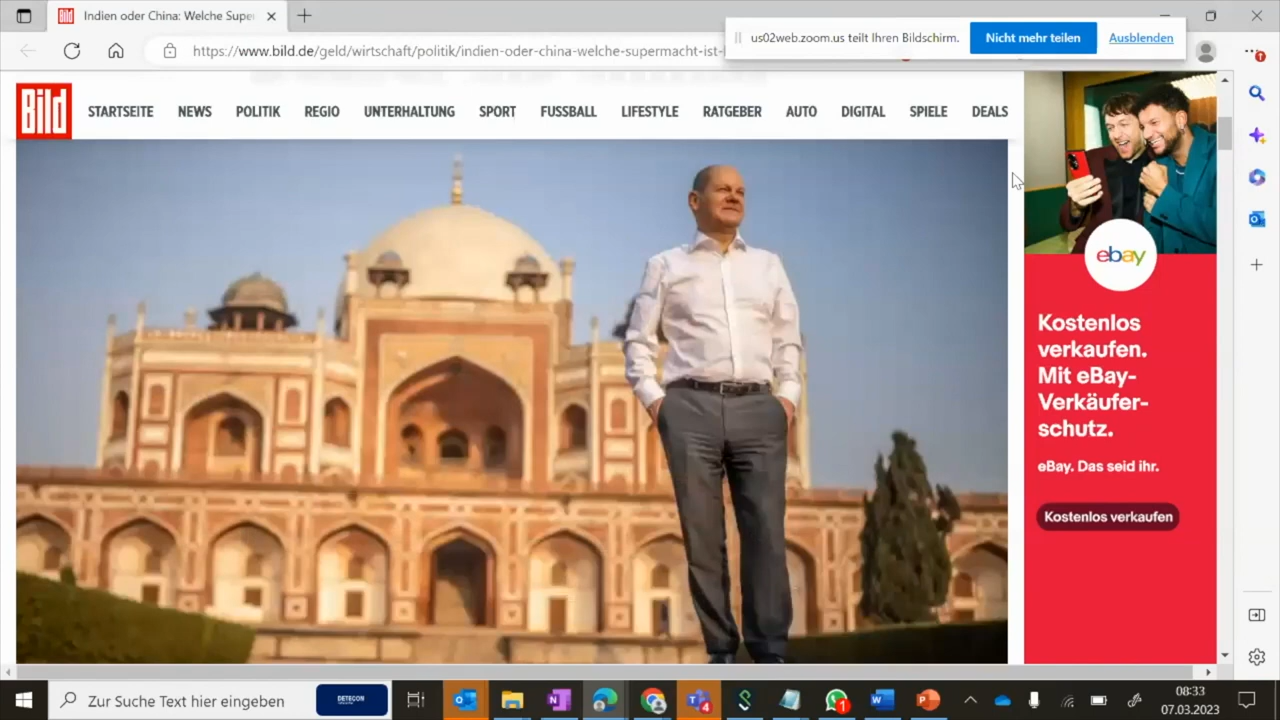 Indien oder China: Welche Super
us02web.zoom.us teilt Ihren Bildschirm.
Nicht mehr teilen
Ausblenden
https://www.bild.de/geld/wirtschaft/politik/indien-oder-china-welche-supermacht-ist-
Bild
STARTSEITE NEWS POLITIK REGIO UNTERHALTUNG SPORT FUSSBALL LIFESTYLE RATGEBER AUTO DIGITAL SPIELE DEALS
ebay
Kostenlos
verkaufen.
Mit eBay-
Verkäufer-
schutz.
eBay. Das seid ihr.
Kostenlos verkaufen
Zur Suche Text hier eingeben
DETECON
4
1
08:33
07.03.2023